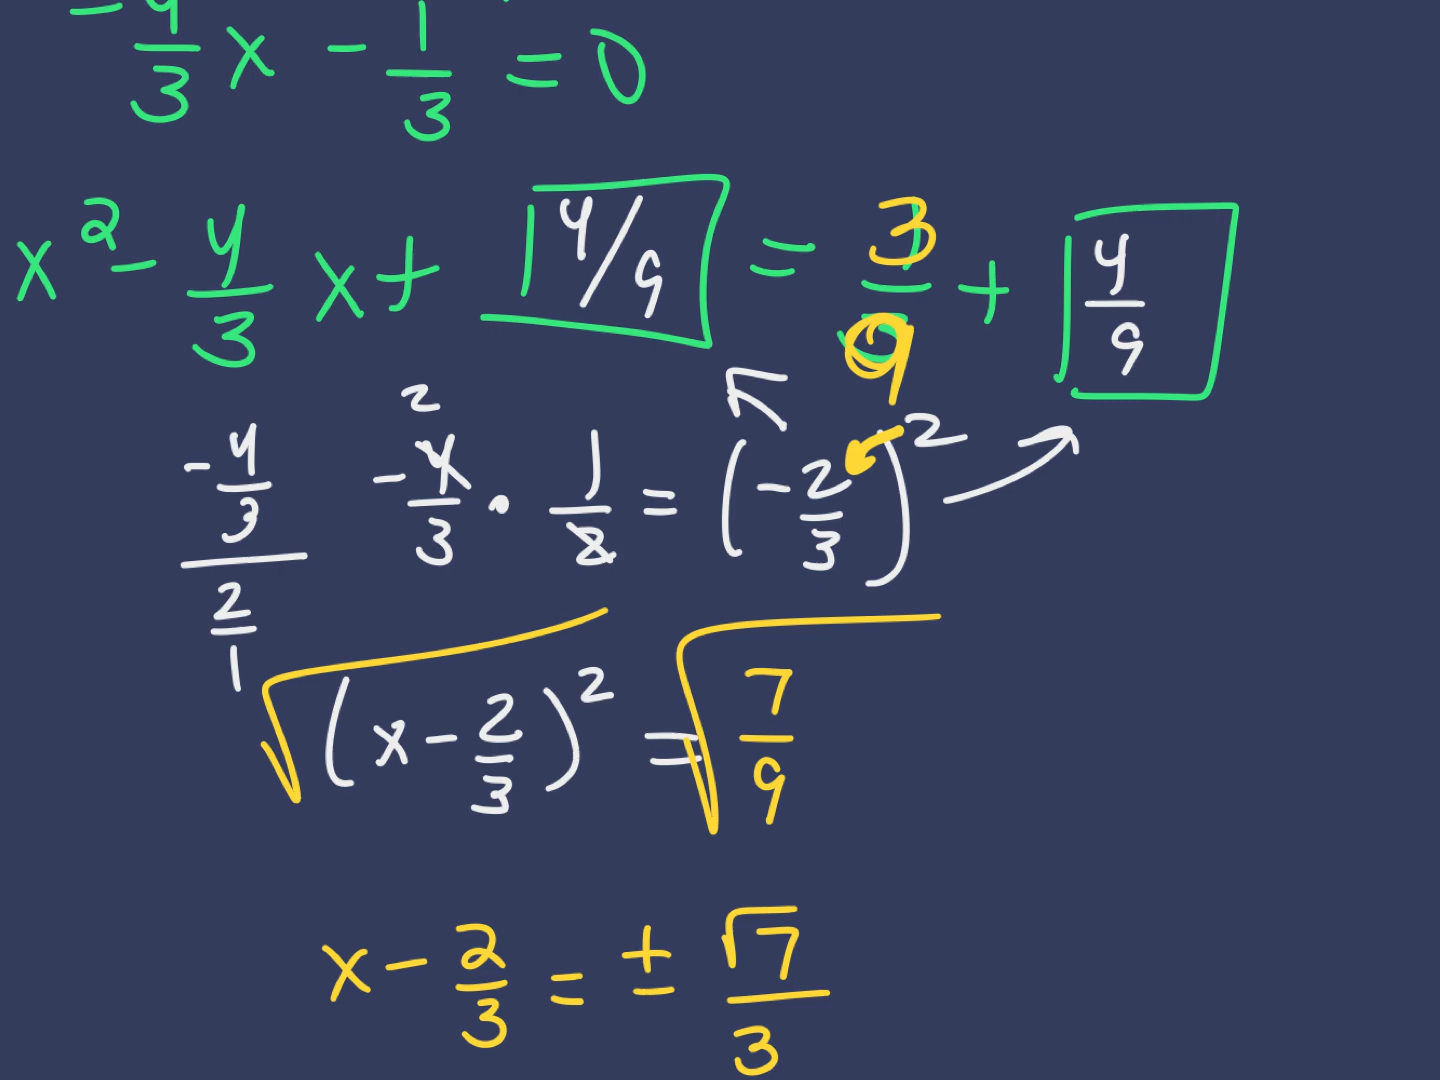 - 4/3 x - 1/3 = 0
x² - 4/3 x + 4/9 = 3/9 + 4/9
(-4/3)/(2/1)   -4/3 · 1/2 = (-2/3)²
2
√(x - 2/3)² = √7/9
x - 2/3 = ± √7/3